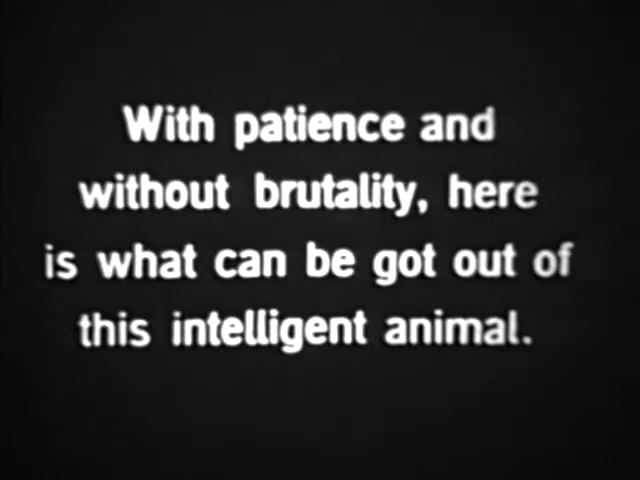 With patience and
without brutality, here
is what can be got out of
this intelligent animal.